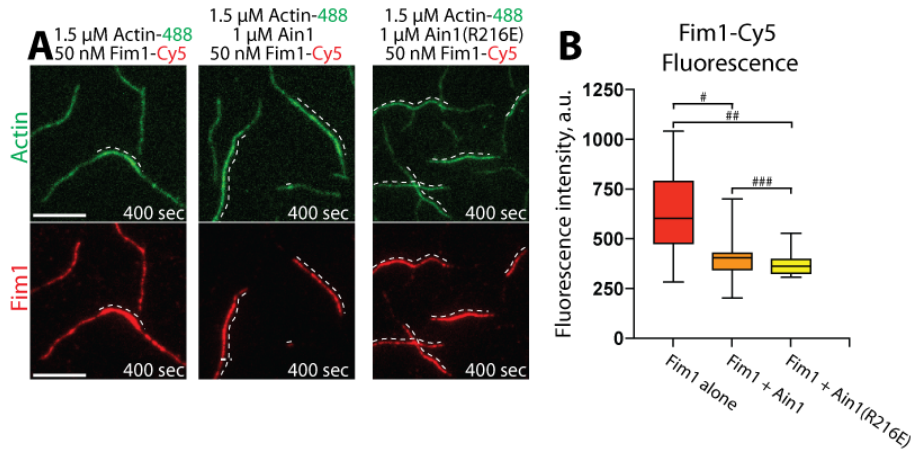 A
1.5 µM Actin-488
50 nM Fim1-Cy5
1.5 µM Actin-488
1 µM Ain1
50 nM Fim1-Cy5
1.5 µM Actin-488
1 µM Ain1(R216E)
50 nM Fim1-Cy5
Actin
400 sec
400 sec
400 sec
Fim1
400 sec
400 sec
400 sec
B
Fim1-Cy5
Fluorescence
Fluorescence intensity, a.u.
1250
1000
750
500
250
0
#
##
###
Fim1 alone
Fim1 + Ain1
Fim1 + Ain1(R216E)